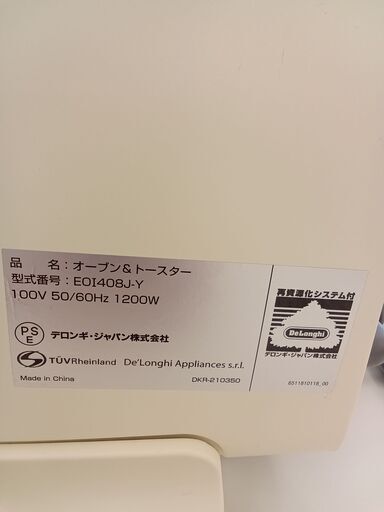 品　　名：オーブン＆トースター
型式番号：EOI408J-Y
100V 50/60Hz 1200W
PS
E
デロンギ・ジャパン株式会社
TÜVRheinland De'Longhi Appliances s.r.l.
Made in China
DKR-210350
再資源化システム付
DeLonghi
デロンギ・ジャパン株式会社
6511810118_00